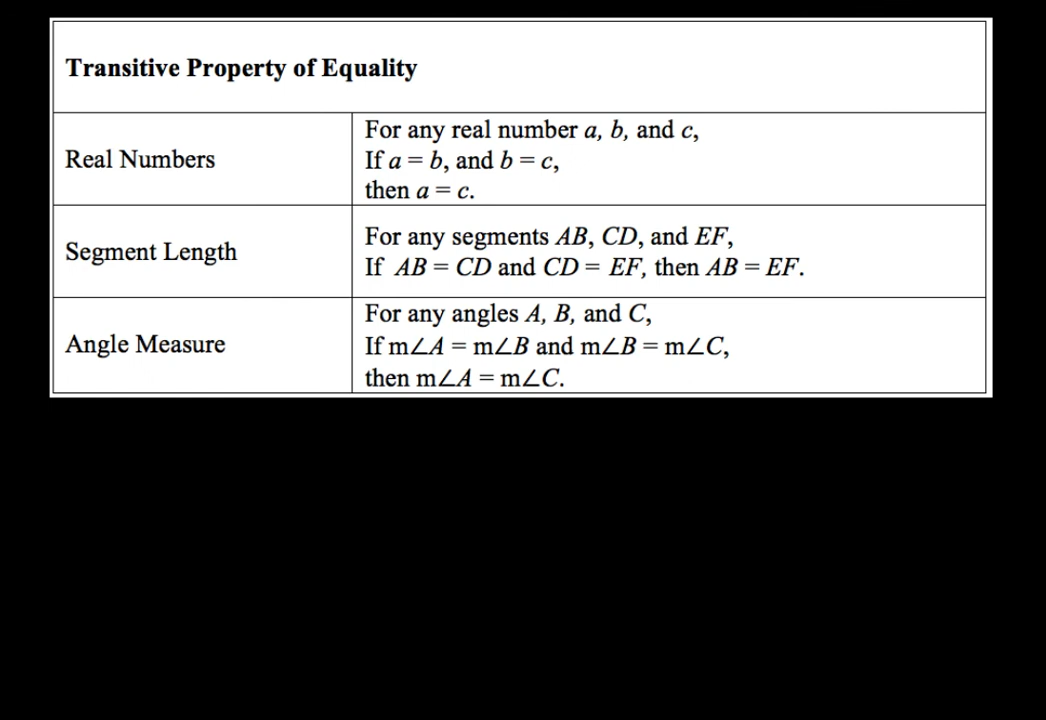 Transitive Property of Equality
Real Numbers
For any real number a, b, and c,
If a = b, and b = c,
then a = c.
Segment Length
For any segments AB, CD, and EF,
If AB = CD and CD = EF, then AB = EF.
Angle Measure
For any angles A, B, and C,
If m∠A = m∠B and m∠B = m∠C,
then m∠A = m∠C.